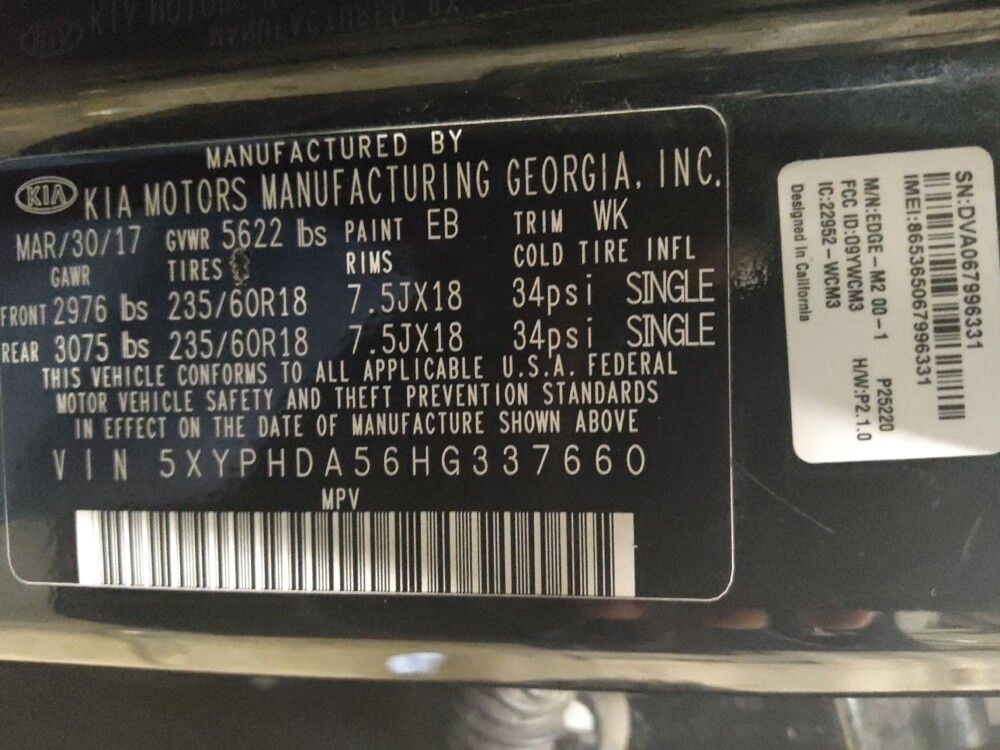 MANUFACTURED BY
KIA KIA MOTORS MANUFACTURING GEORGIA, INC.
MAR/30/17 GVWR 5622 lbs PAINT EB TRIM WK
GAWR TIRES RIMS COLD TIRE INFL
FRONT 2976 lbs 235/60R18 7.5JX18 34psi SINGLE
REAR 3075 lbs 235/60R18 7.5JX18 34psi SINGLE
THIS VEHICLE CONFORMS TO ALL APPLICABLE U.S.A. FEDERAL
MOTOR VEHICLE SAFETY AND THEFT PREVENTION STANDARDS
IN EFFECT ON THE DATE OF MANUFACTURE SHOWN ABOVE
VIN 5XYPHDA56HG337660
MPV
SN:DVA067996331
IMEI:865365067996331
M/N:EDGE-M2 00-1 P25220
FCC ID:09YWCM3 H/W:P2.1.0
IC:22952-WCM3
Designed in California